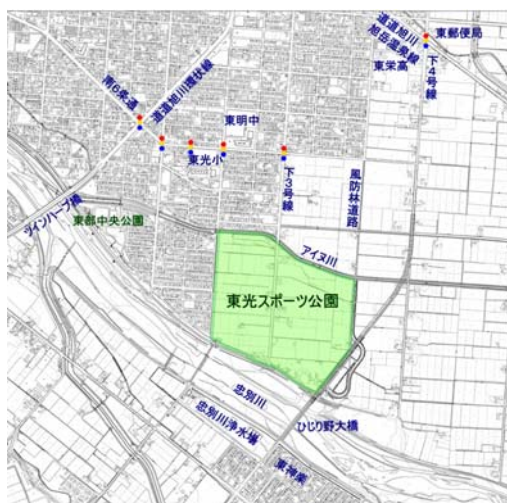 道道旭川
旭岳温泉線
東郵便局
東栄高
下4号線
南6条通
道道旭川環状線
東明中
東光小
下3号線
風防林道路
ツインハープ橋
東部中央公園
アイヌ川
東光スポーツ公園
忠別川
忠別川浄水場
ひじり野大橋
東神楽